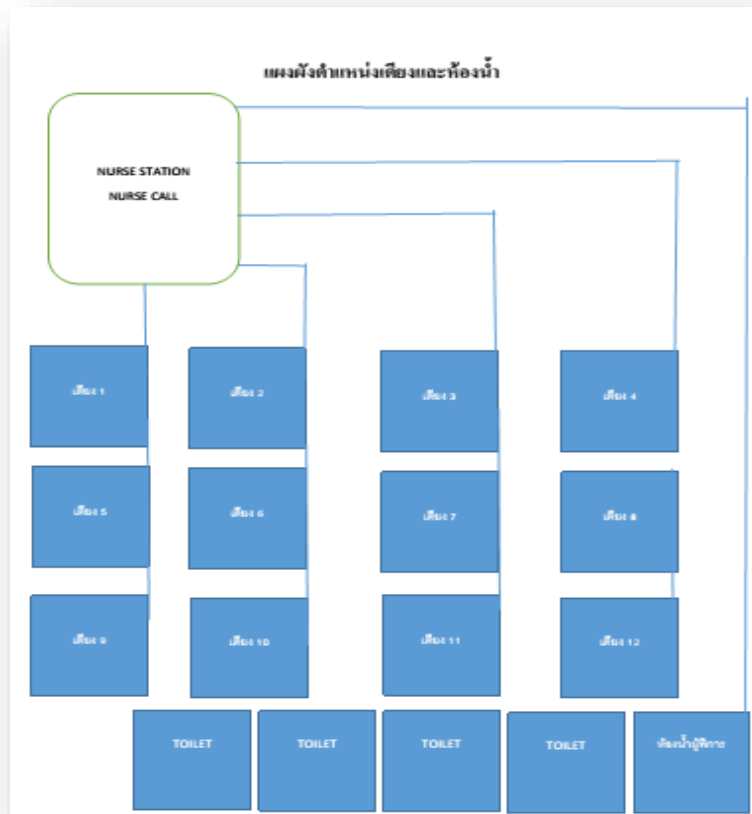 แผงผังตำแหน่งเตียงและห้องน้ำ
NURSE STATION
NURSE CALL
เตียง 1
เตียง 2
เตียง 3
เตียง 4
เตียง 5
เตียง 6
เตียง 7
เตียง 8
เตียง 9
เตียง 10
เตียง 11
เตียง 12
TOILET
TOILET
TOILET
TOILET
ห้องน้ำผู้พิการ